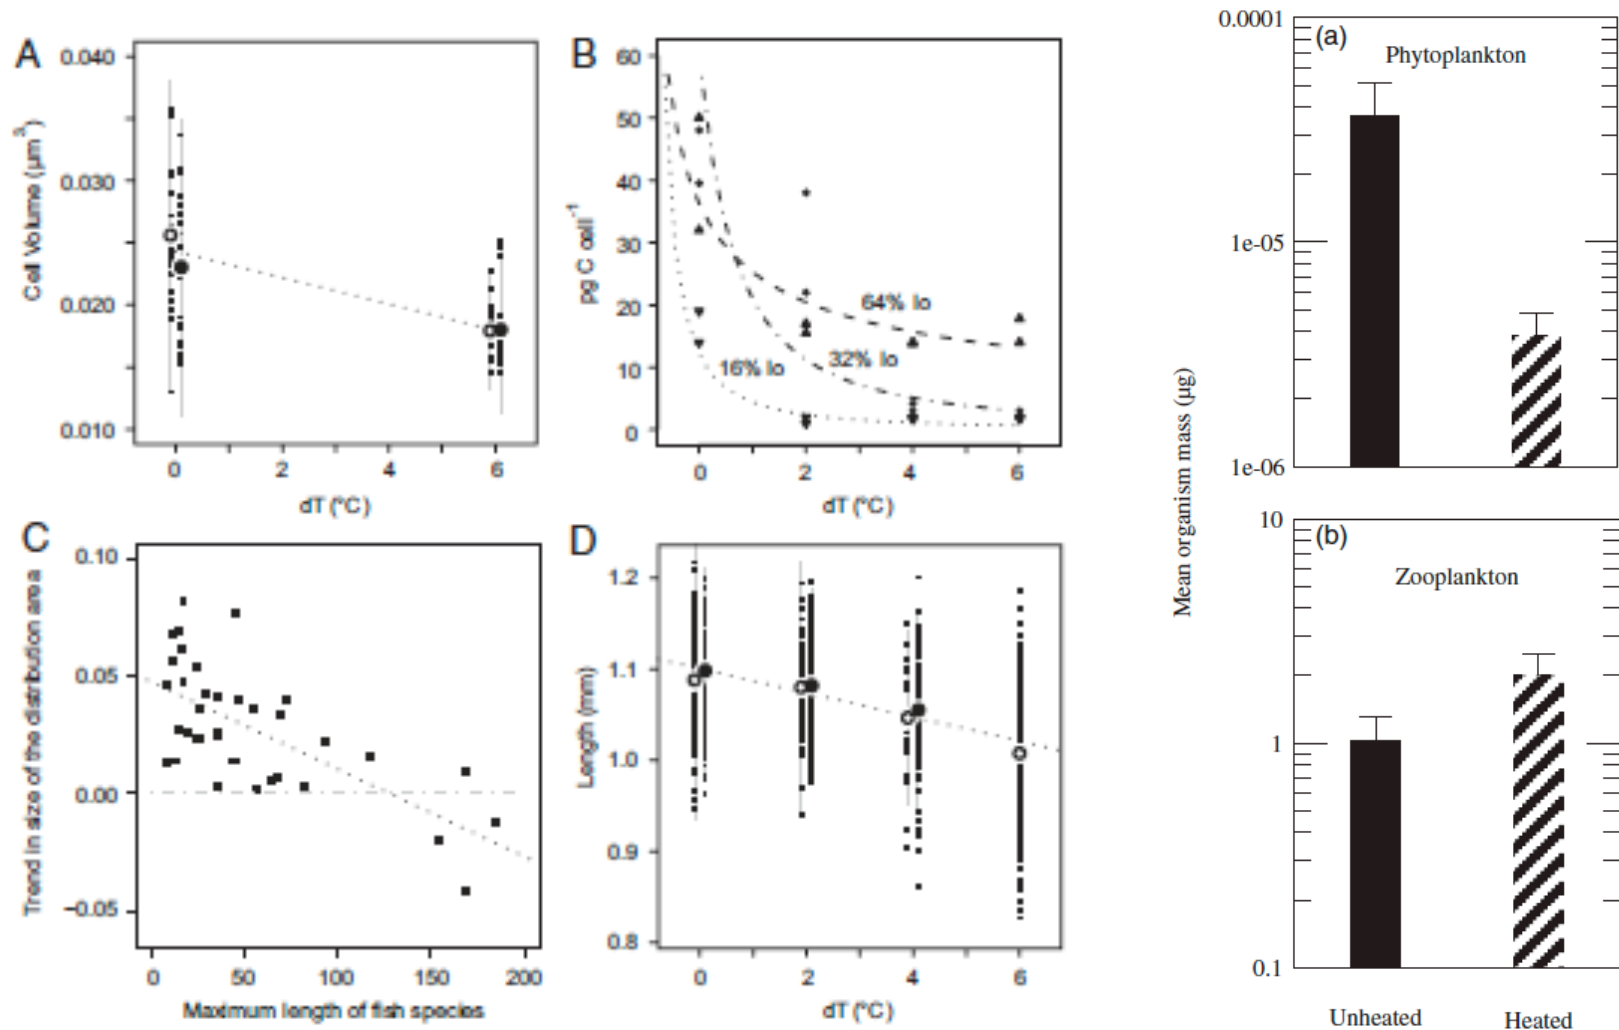 A
0.040
0.030
0.020
0.010
Cell Volume (µm³)
0
2
4
6
dT (°C)
B
60
50
40
30
20
10
0
pg C cell⁻¹
64% Io
32% Io
16% Io
0
2
4
6
dT (°C)
C
0.10
0.05
0.00
−0.05
Trend in size of the distribution area
0
50
100
150
200
Maximum length of fish species
D
1.2
1.1
1.0
0.9
0.8
Length (mm)
0
2
4
6
dT (°C)
Mean organism mass (µg)
(a)
Phytoplankton
0.0001
1e-05
1e-06
(b)
Zooplankton
10
1
0.1
Unheated
Heated